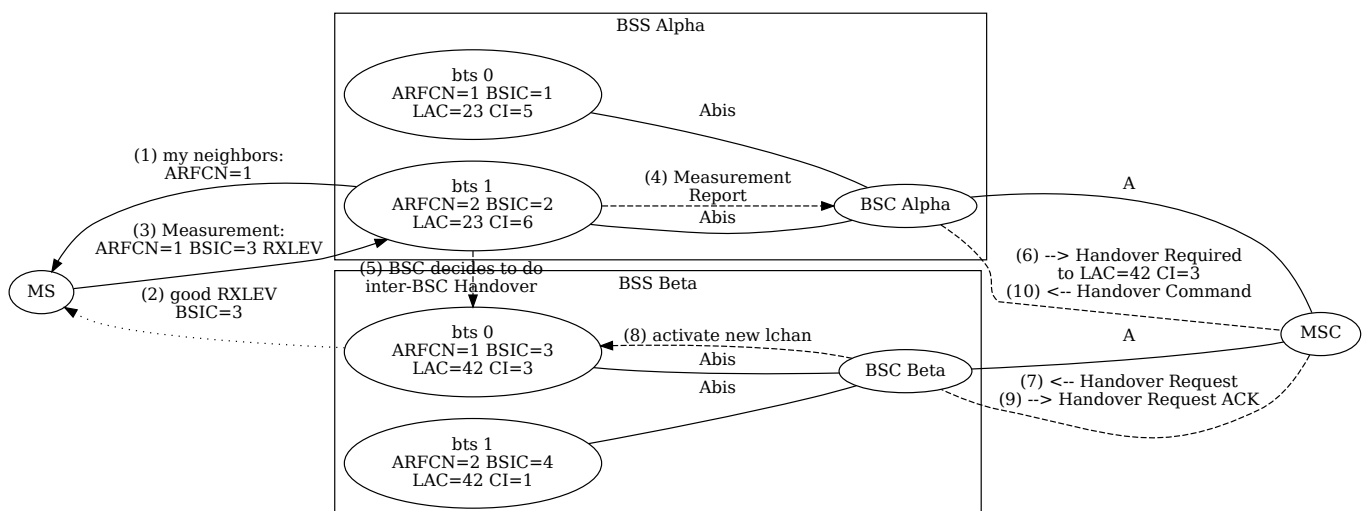 BSS Alpha
bts 0
ARFCN=1 BSIC=1
LAC=23 CI=5
Abis
(1) my neighbors:
ARFCN=1
bts 1
ARFCN=2 BSIC=2
LAC=23 CI=6
(4) Measurement
Report
Abis
BSC Alpha
A
(3) Measurement:
ARFCN=1 BSIC=3 RXLEV
(6) --> Handover Required
to LAC=42 CI=3
(10) <-- Handover Command
(5) BSC decides to do
inter-BSC Handover
BSS Beta
MS
(2) good RXLEV
BSIC=3
bts 0
ARFCN=1 BSIC=3
LAC=42 CI=3
(8) activate new lchan
Abis
Abis
BSC Beta
A
MSC
(7) <-- Handover Request
(9) --> Handover Request ACK
bts 1
ARFCN=2 BSIC=4
LAC=42 CI=1